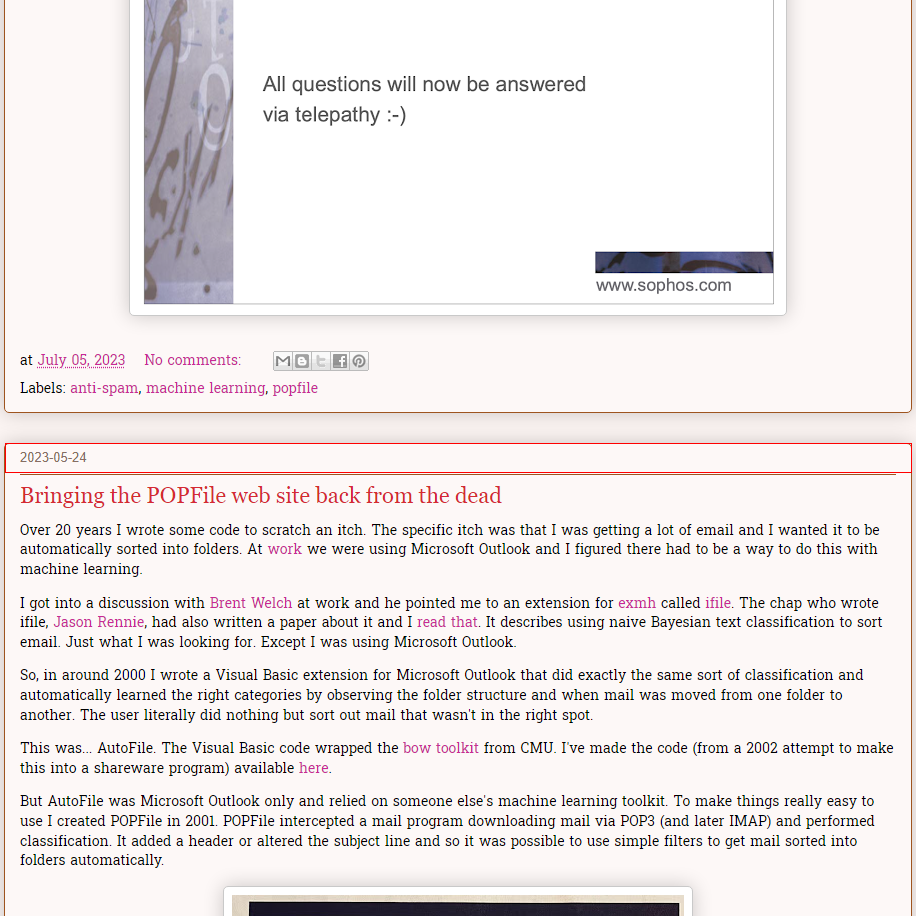 All questions will now be answered
via telepathy :-)
www.sophos.com
at July 05, 2023 No comments:
Labels: anti-spam, machine learning, popfile
2023-05-24
Bringing the POPFile web site back from the dead
Over 20 years I wrote some code to scratch an itch. The specific itch was that I was getting a lot of email and I wanted it to be
automatically sorted into folders. At work we were using Microsoft Outlook and I figured there had to be a way to do this with
machine learning.
I got into a discussion with Brent Welch at work and he pointed me to an extension for exmh called ifile. The chap who wrote
ifile, Jason Rennie, had also written a paper about it and I read that. It describes using naive Bayesian text classification to sort
email. Just what I was looking for. Except I was using Microsoft Outlook.
So, in around 2000 I wrote a Visual Basic extension for Microsoft Outlook that did exactly the same sort of classification and
automatically learned the right categories by observing the folder structure and when mail was moved from one folder to
another. The user literally did nothing but sort out mail that wasn't in the right spot.
This was... AutoFile. The Visual Basic code wrapped the bow toolkit from CMU. I've made the code (from a 2002 attempt to make
this into a shareware program) available here.
But AutoFile was Microsoft Outlook only and relied on someone else's machine learning toolkit. To make things really easy to
use I created POPFile in 2001. POPFile intercepted a mail program downloading mail via POP3 (and later IMAP) and performed
classification. It added a header or altered the subject line and so it was possible to use simple filters to get mail sorted into
folders automatically.